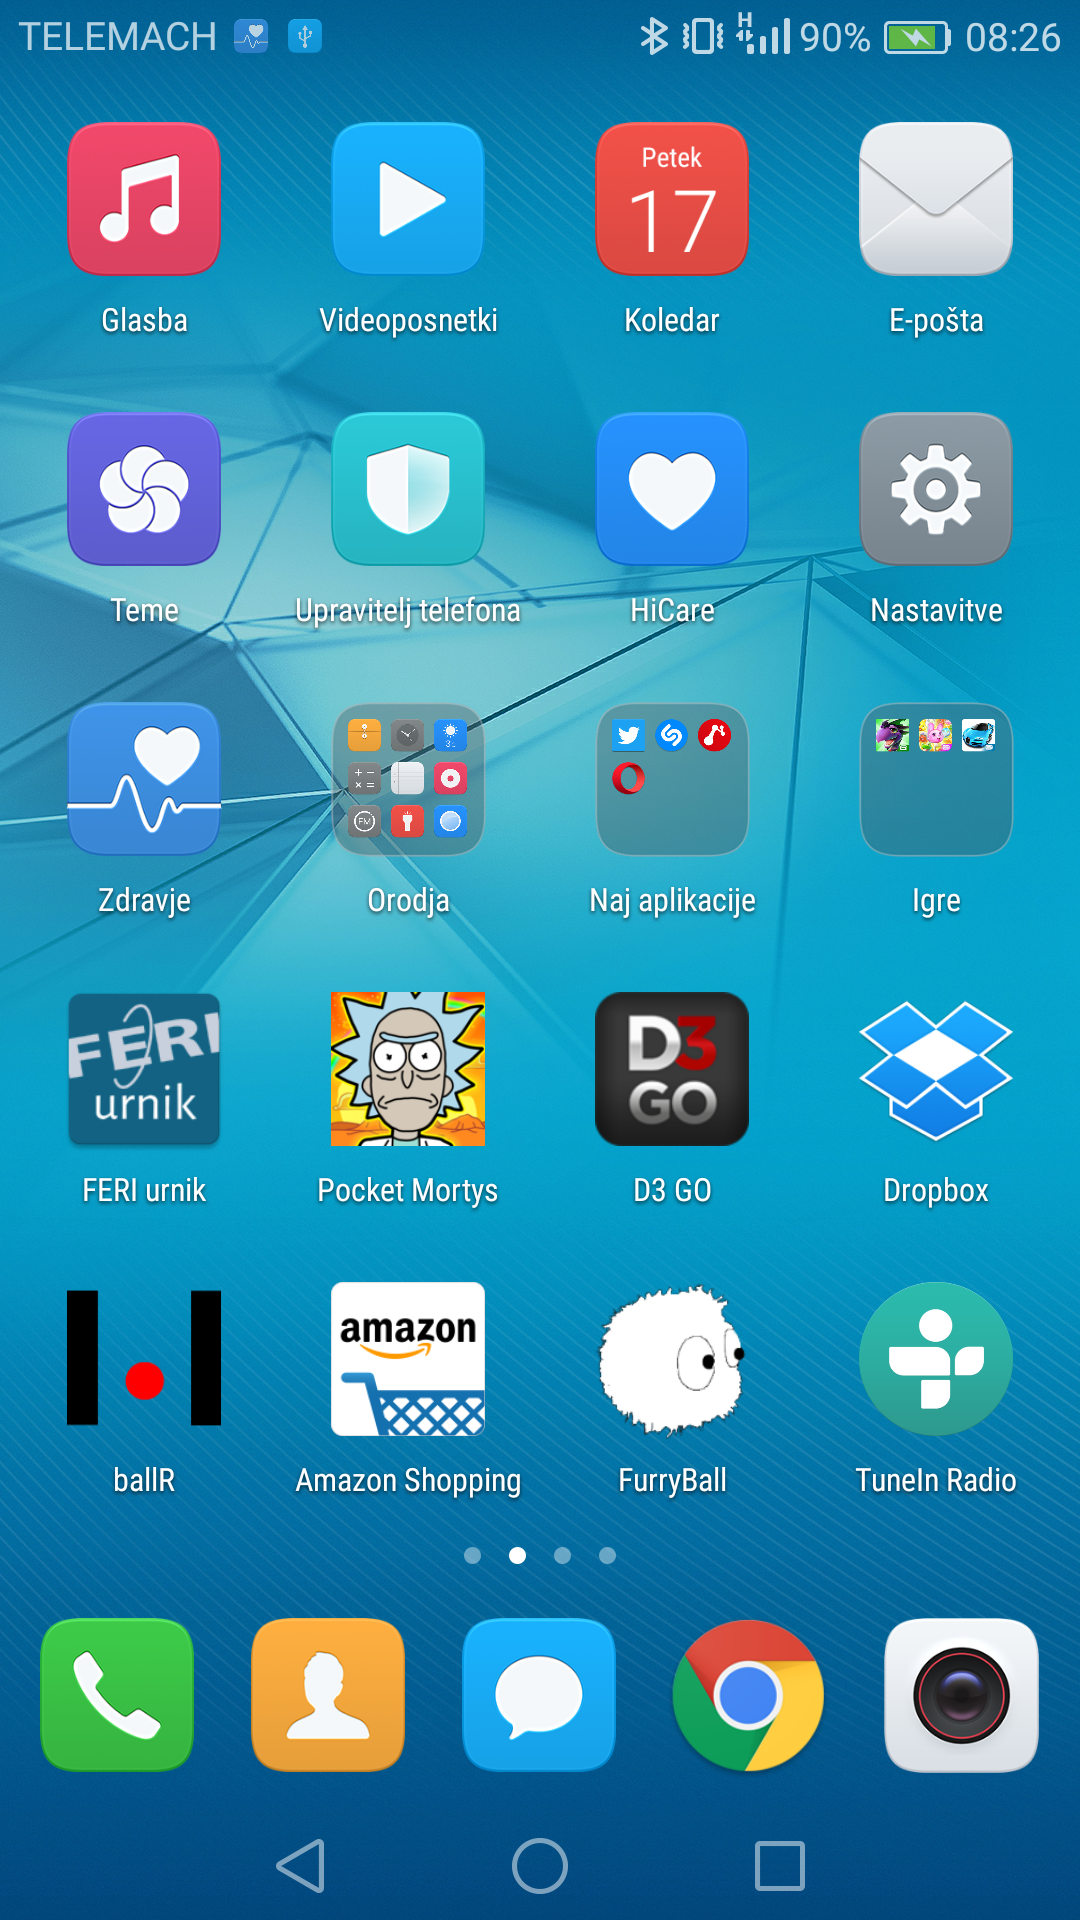 TELEMACH H 90% 08:26
Petek
17
Glasba Videoposnetki Koledar E-pošta
Teme Upravitelj telefona HiCare Nastavitve
3°
FM
Zdravje Orodja Naj aplikacije Igre
FERI
urnik
D3
GO
FERI urnik Pocket Mortys D3 GO Dropbox
amazon
ballR Amazon Shopping FurryBall TuneIn Radio